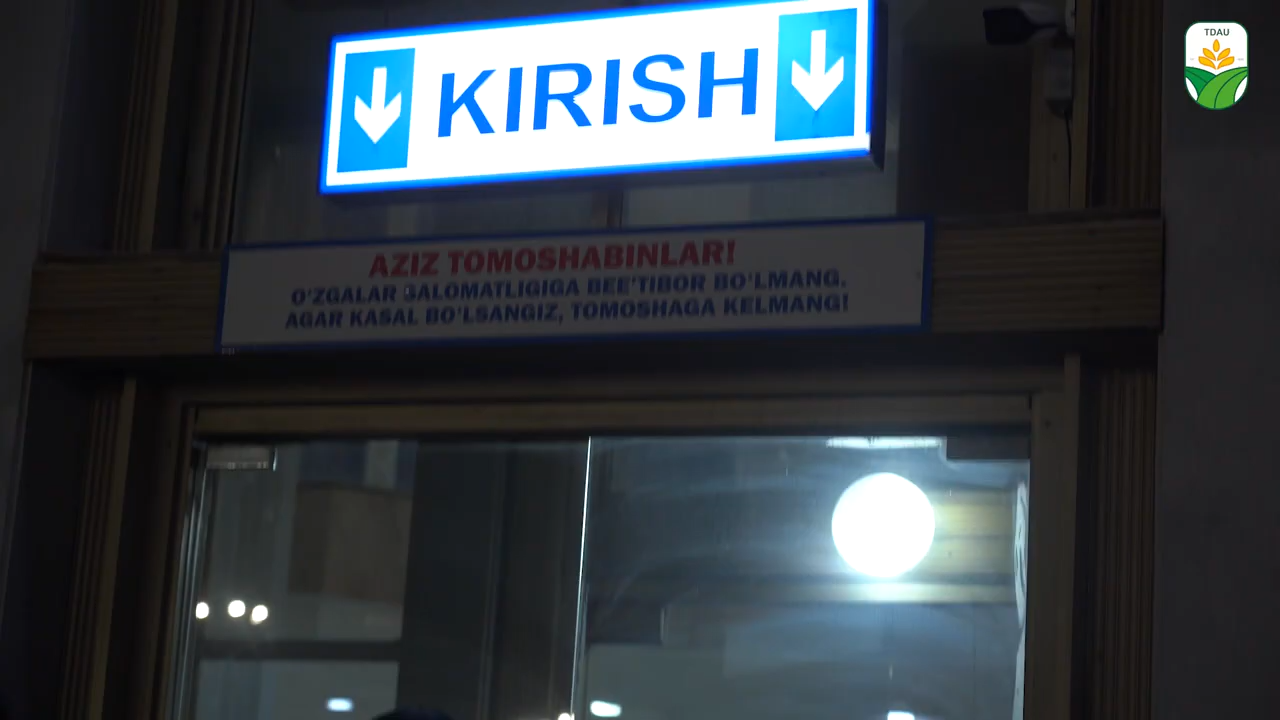 TDAU
KIRISH
AZIZ TOMOSHABINLAR!
O'ZGALAR SALOMATLIGIGA BEE'TIBOR BO'LMANG.
AGAR KASAL BO'LSANGIZ, TOMOSHAGA KELMANG!